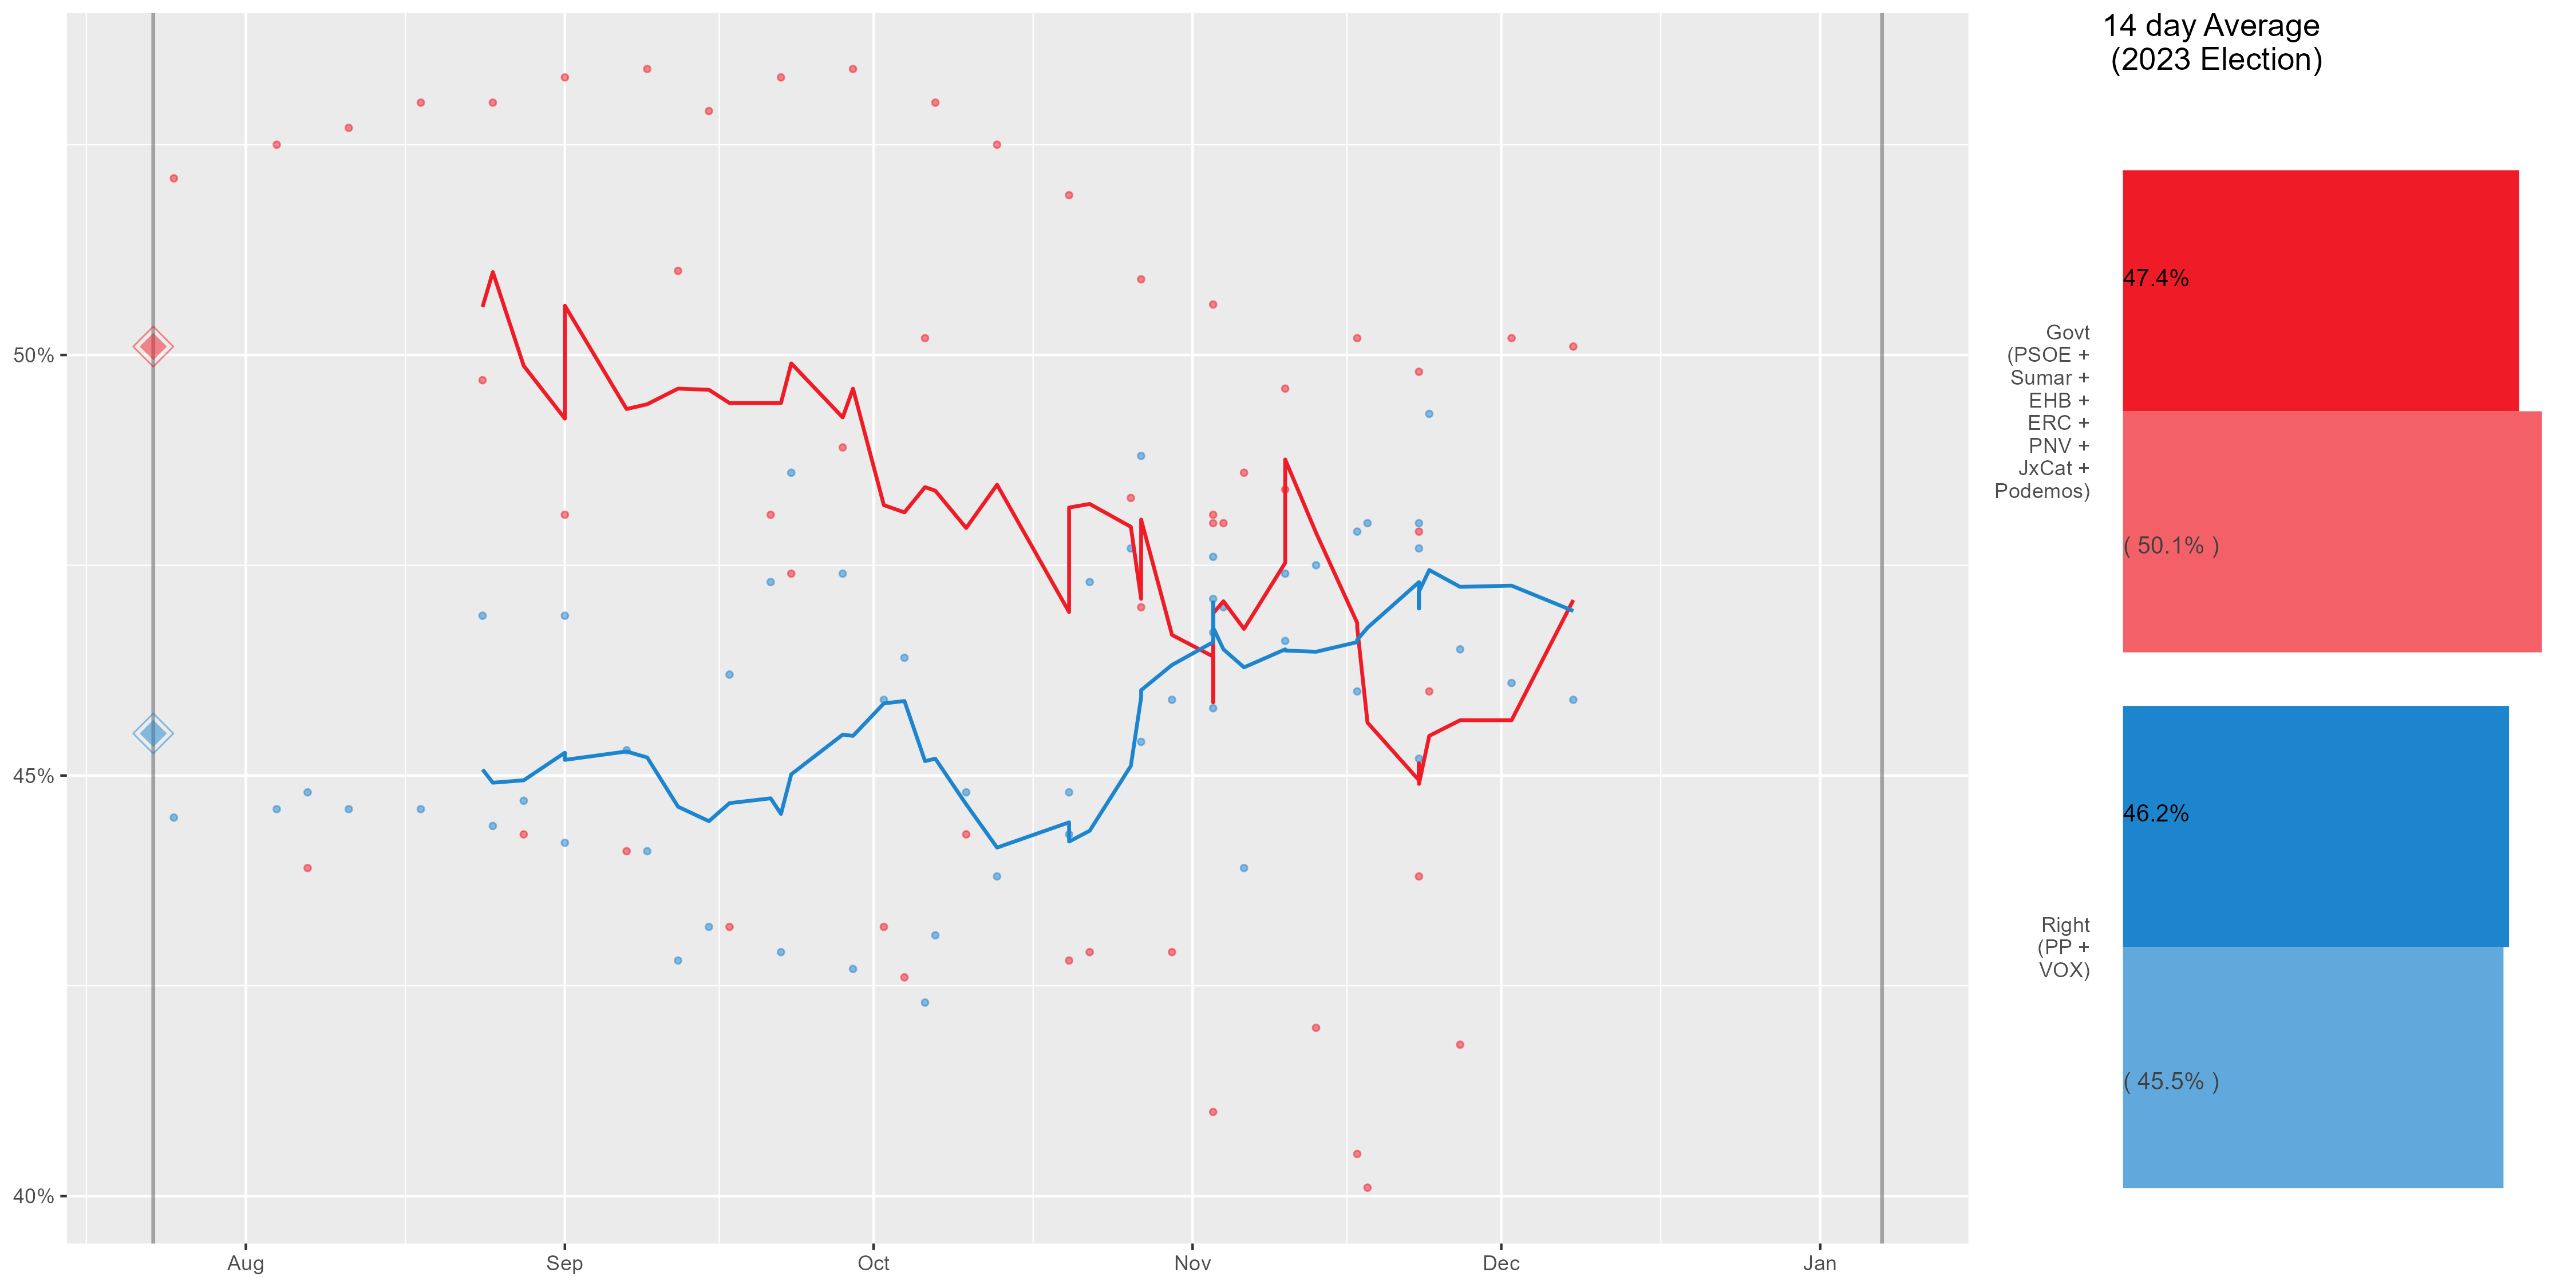 14 day Average
(2023 Election)
50%
45%
40%
Aug
Sep
Oct
Nov
Dec
Jan
Govt
(PSOE +
Sumar +
EHB +
ERC +
PNV +
JxCat +
Podemos)
47.4%
( 50.1% )
Right
(PP +
VOX)
46.2%
( 45.5% )